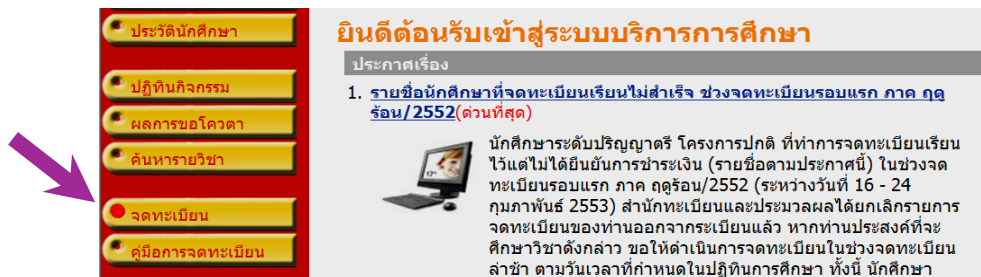 ประวัตินักศึกษา
ปฏิทินกิจกรรม
ผลการขอโควตา
ค้นหารายวิชา
จดทะเบียน
คู่มือการจดทะเบียน
ยินดีต้อนรับเข้าสู่ระบบบริการการศึกษา
ประกาศเรื่อง
1. รายชื่อนักศึกษาที่จดทะเบียนเรียนไม่สำเร็จ ช่วงจดทะเบียนรอบแรก ภาค ฤดู
ร้อน/2552(ด่วนที่สุด)
นักศึกษาระดับปริญญาตรี โครงการปกติ ที่ทำการจดทะเบียนเรียน
ไว้แต่ไม่ได้ยืนยันการชำระเงิน (รายชื่อตามประกาศนี้) ในช่วงจด
ทะเบียนรอบแรก ภาค ฤดูร้อน/2552 (ระหว่างวันที่ 16 - 24
กุมภาพันธ์ 2553) สำนักทะเบียนและประมวลผลได้ยกเลิกรายการ
จดทะเบียนของท่านออกจากระเบียนแล้ว หากท่านประสงค์ที่จะ
ศึกษาวิชาดังกล่าว ขอให้ดำเนินการจดทะเบียนในช่วงจดทะเบียน
ล่าช้า ตามวันเวลาที่กำหนดในปฏิทินการศึกษา ทั้งนี้ นักศึกษา
17"